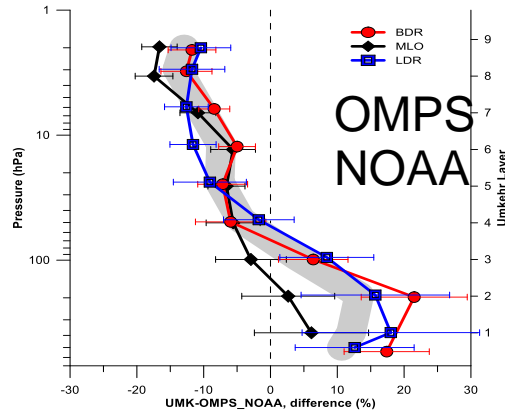 1
9
BDR
MLO
LDR
8
OMPS
7
10
NOAA
6
5
4
100
3
2
1
Pressure (hPa)
Umkehr Layer
-30 -20 -10 0 10 20 30
UMK-OMPS_NOAA, difference (%)